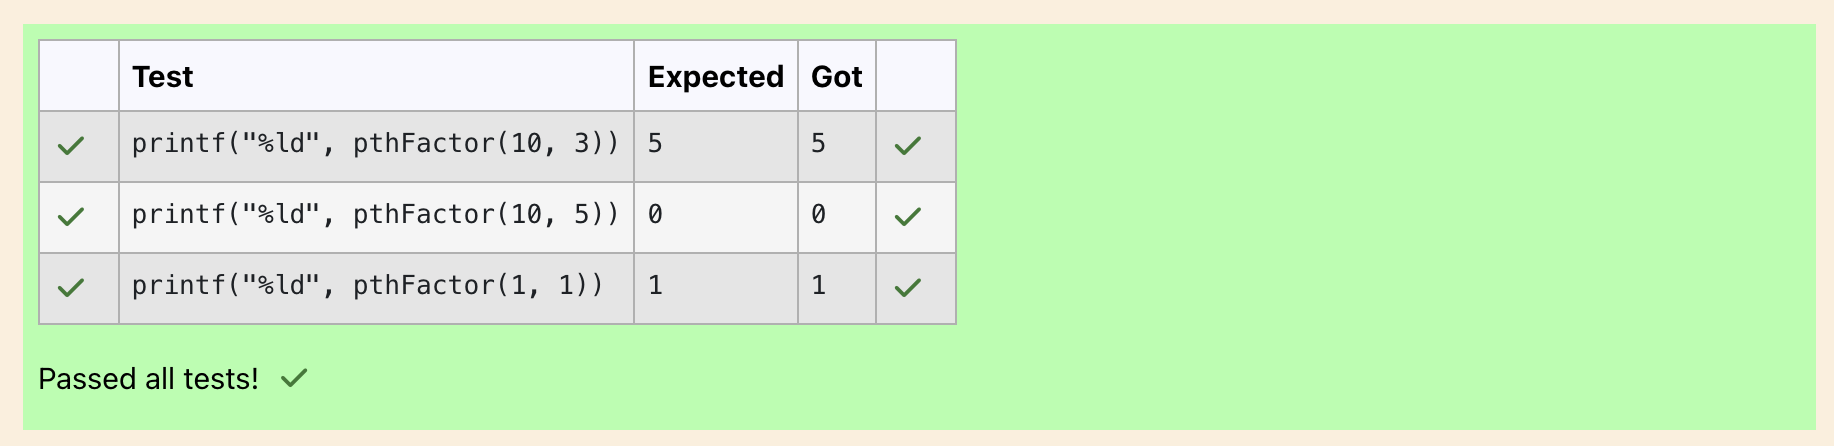 Test Expected Got
printf("%ld", pthFactor(10, 3)) 5 5
printf("%ld", pthFactor(10, 5)) 0 0
printf("%ld", pthFactor(1, 1)) 1 1
Passed all tests!